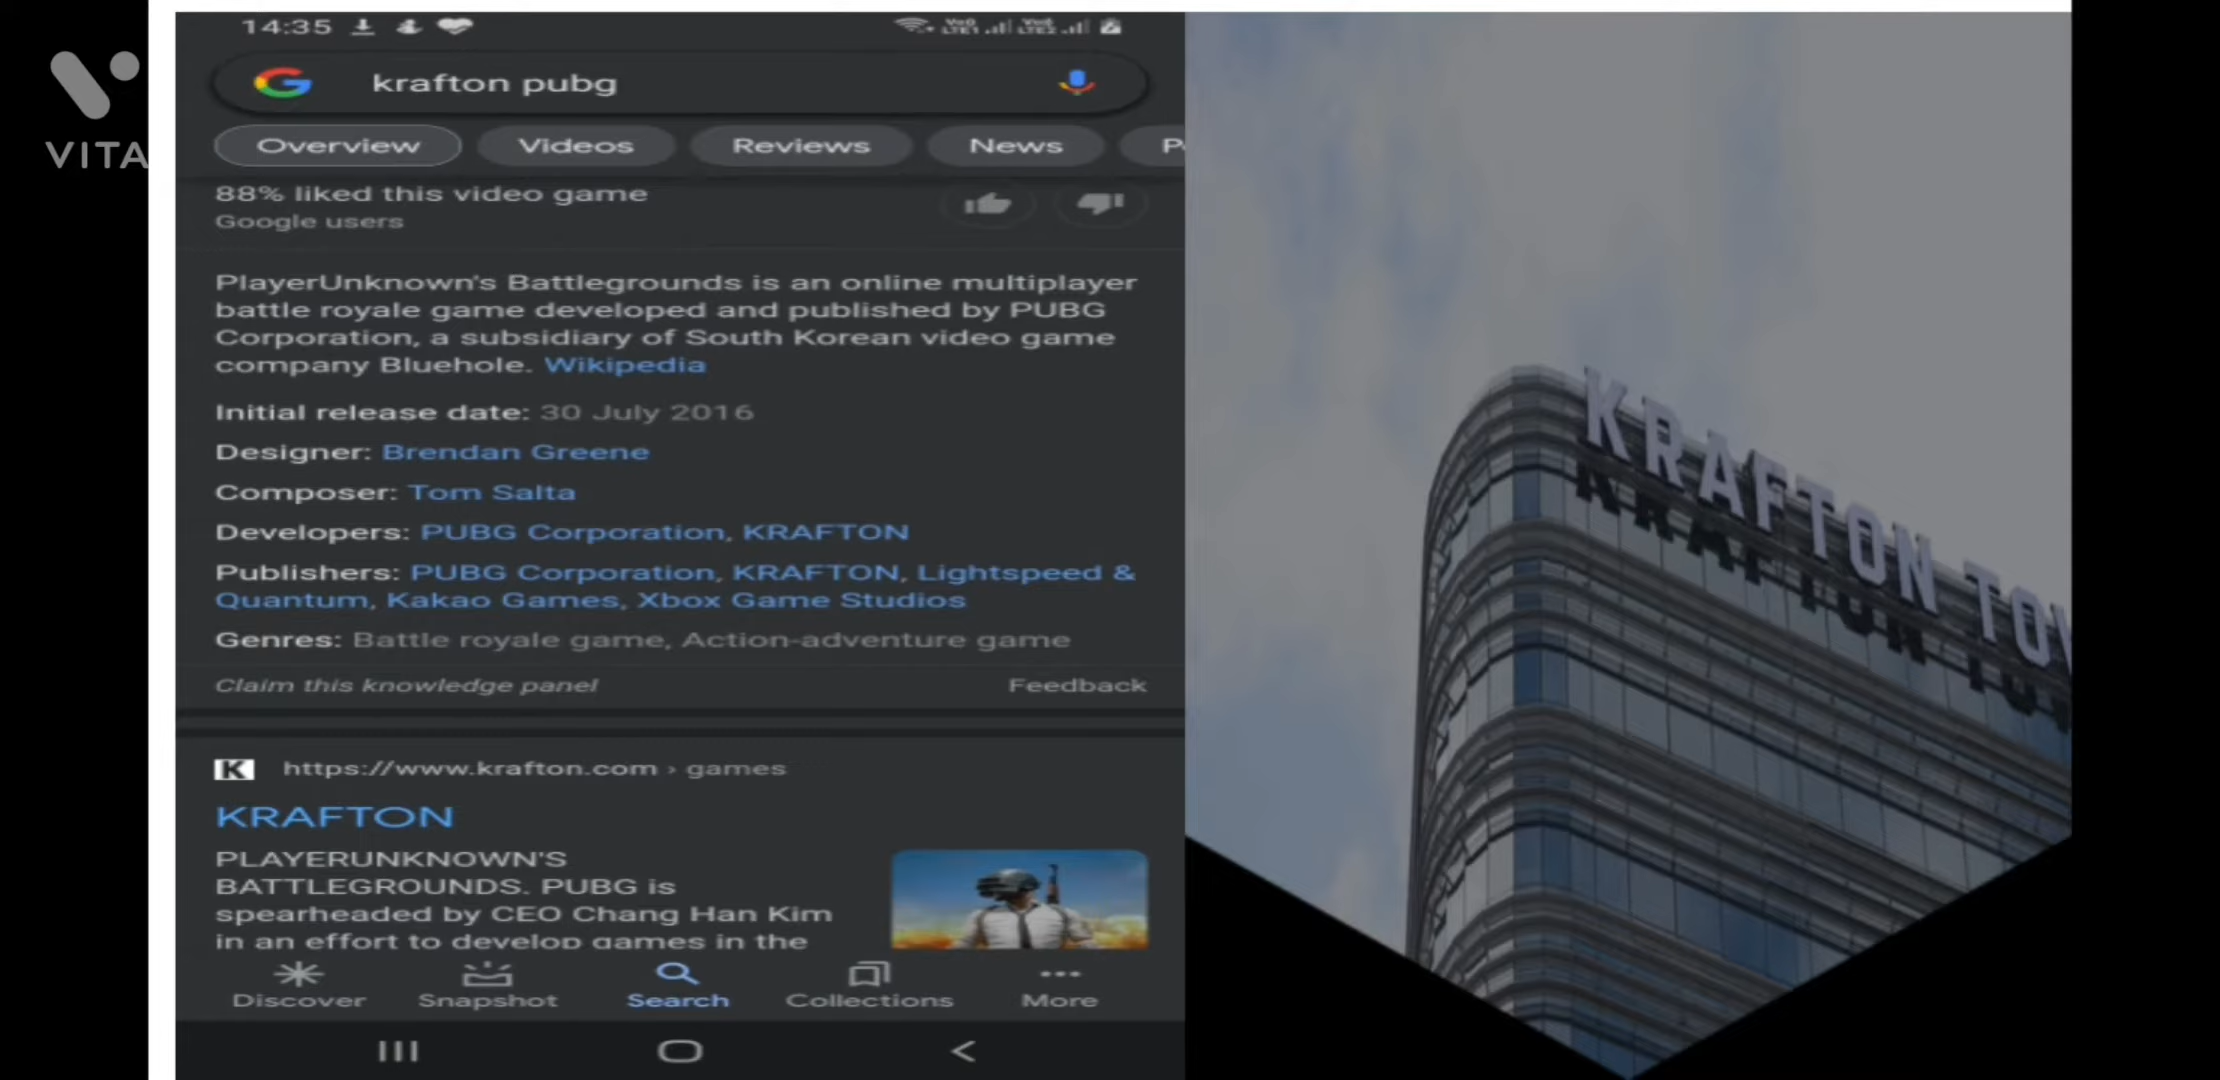 14:35
VITA
krafton pubg
Overview
Videos
Reviews
News
88% liked this video game
Google users
PlayerUnknown's Battlegrounds is an online multiplayer
battle royale game developed and published by PUBG
Corporation, a subsidiary of South Korean video game
company Bluehole. Wikipedia
Initial release date: 30 July 2016
Designer: Brendan Greene
Composer: Tom Salta
Developers: PUBG Corporation, KRAFTON
Publishers: PUBG Corporation, KRAFTON, Lightspeed &
Quantum, Kakao Games, Xbox Game Studios
Genres: Battle royale game, Action-adventure game
Claim this knowledge panel
Feedback
K
https://www.krafton.com › games
KRAFTON
PLAYERUNKNOWN'S
BATTLEGROUNDS. PUBG is
spearheaded by CEO Chang Han Kim
in an effort to develop games in the
Discover
Snapshot
Search
Collections
More
KRAFTON TOW